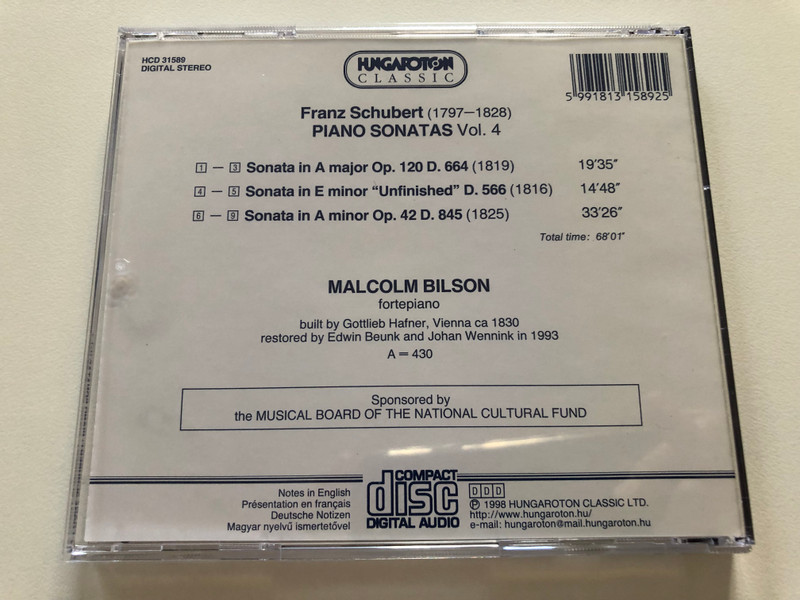 HCD 31589
DIGITAL STEREO
HUNGAROTON
CLASSIC
5 991813 158925
Franz Schubert (1797–1828)
PIANO SONATAS Vol. 4
1 – 3 Sonata in A major Op. 120 D. 664 (1819) 19'35"
4 – 5 Sonata in E minor “Unfinished” D. 566 (1816) 14'48"
6 – 9 Sonata in A minor Op. 42 D. 845 (1825) 33'26"
Total time: 68'01"
MALCOLM BILSON
fortepiano
built by Gottlieb Hafner, Vienna ca 1830
restored by Edwin Beunk and Johan Wennink in 1993
A = 430
Sponsored by
the MUSICAL BOARD OF THE NATIONAL CULTURAL FUND
Notes in English
Présentation en français
Deutsche Notizen
Magyar nyelvű ismertetővel
COMPACT
disc
DIGITAL AUDIO
DDD
Ⓟ 1998 HUNGAROTON CLASSIC LTD.
http://www.hungaroton.hu/
e-mail: hungaroton@mail.hungaroton.hu